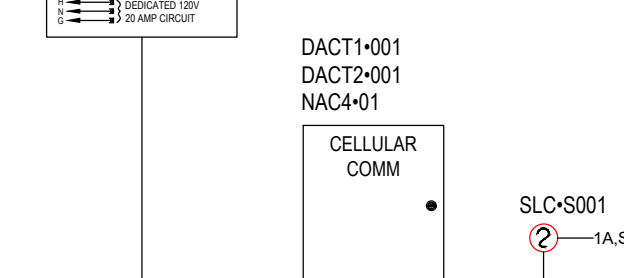 H
N
G
DEDICATED 120V
20 AMP CIRCUIT
DACT1•001
DACT2•001
NAC4•01
CELLULAR
COMM
SLC•S001
2
1A,S